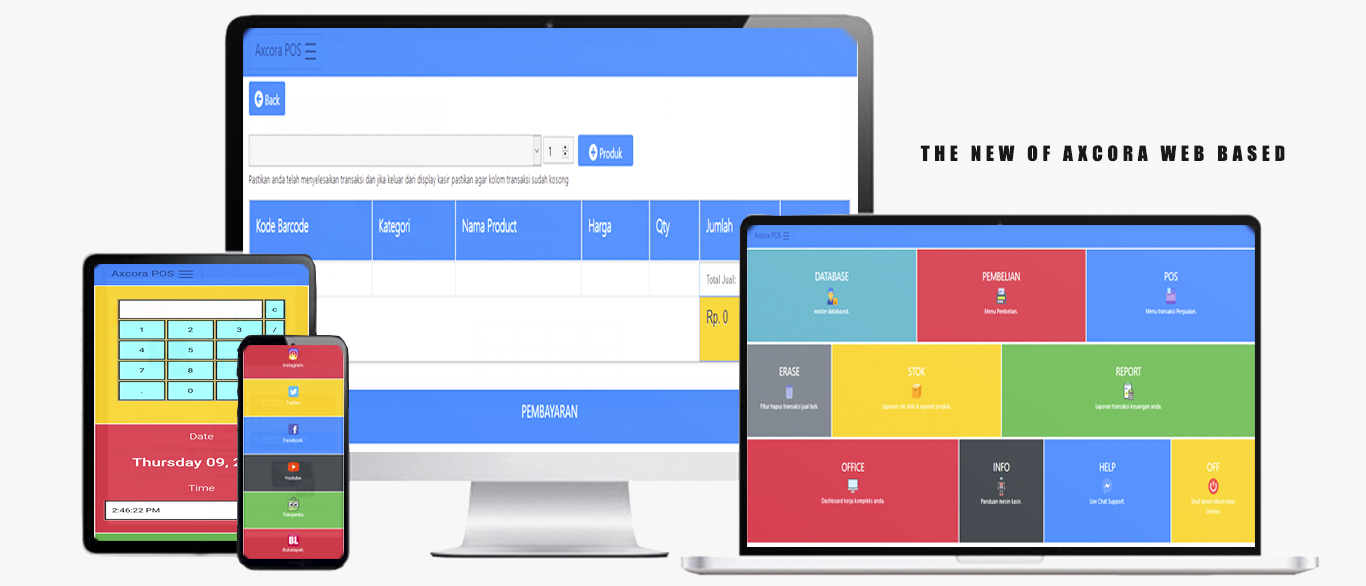 Axcora POS
Back
1
Produk
Pastikan anda telah menyelesaikan transaksi dan jika keluar dari display kasir pastikan agar kolom transaksi sudah kosong
Kode Barcode Kategori Nama Product Harga Qty Jumlah
Total Jual:
Rp. 0
PEMBAYARAN
THE NEW OF AXCORA WEB BASED
Axcora POS
C
1 2 3 /
4 5
7 8
. 0
Date
Thursday 09, 2
Time
2:46:22 PM
Instagram.
Twitter.
Facebook.
Youtube.
Tokopedia.
BL
Bukalapak.
Axcora POS
DATABASE
master databased.
PEMBELIAN
Menu Pembelian.
POS
Menu transaksi Penjualan.
ERASE
Fitur hapus transaksi jual beli.
STOK
Laporan cek stok & expired produk.
REPORT
Laporan transaksi keuangan anda.
OFFICE
Dashboard kerja kompleks anda.
INFO
Panduan mesin kasir.
HELP
Live Chat Support.
OFF
Shut down Mesin kasir
Online.